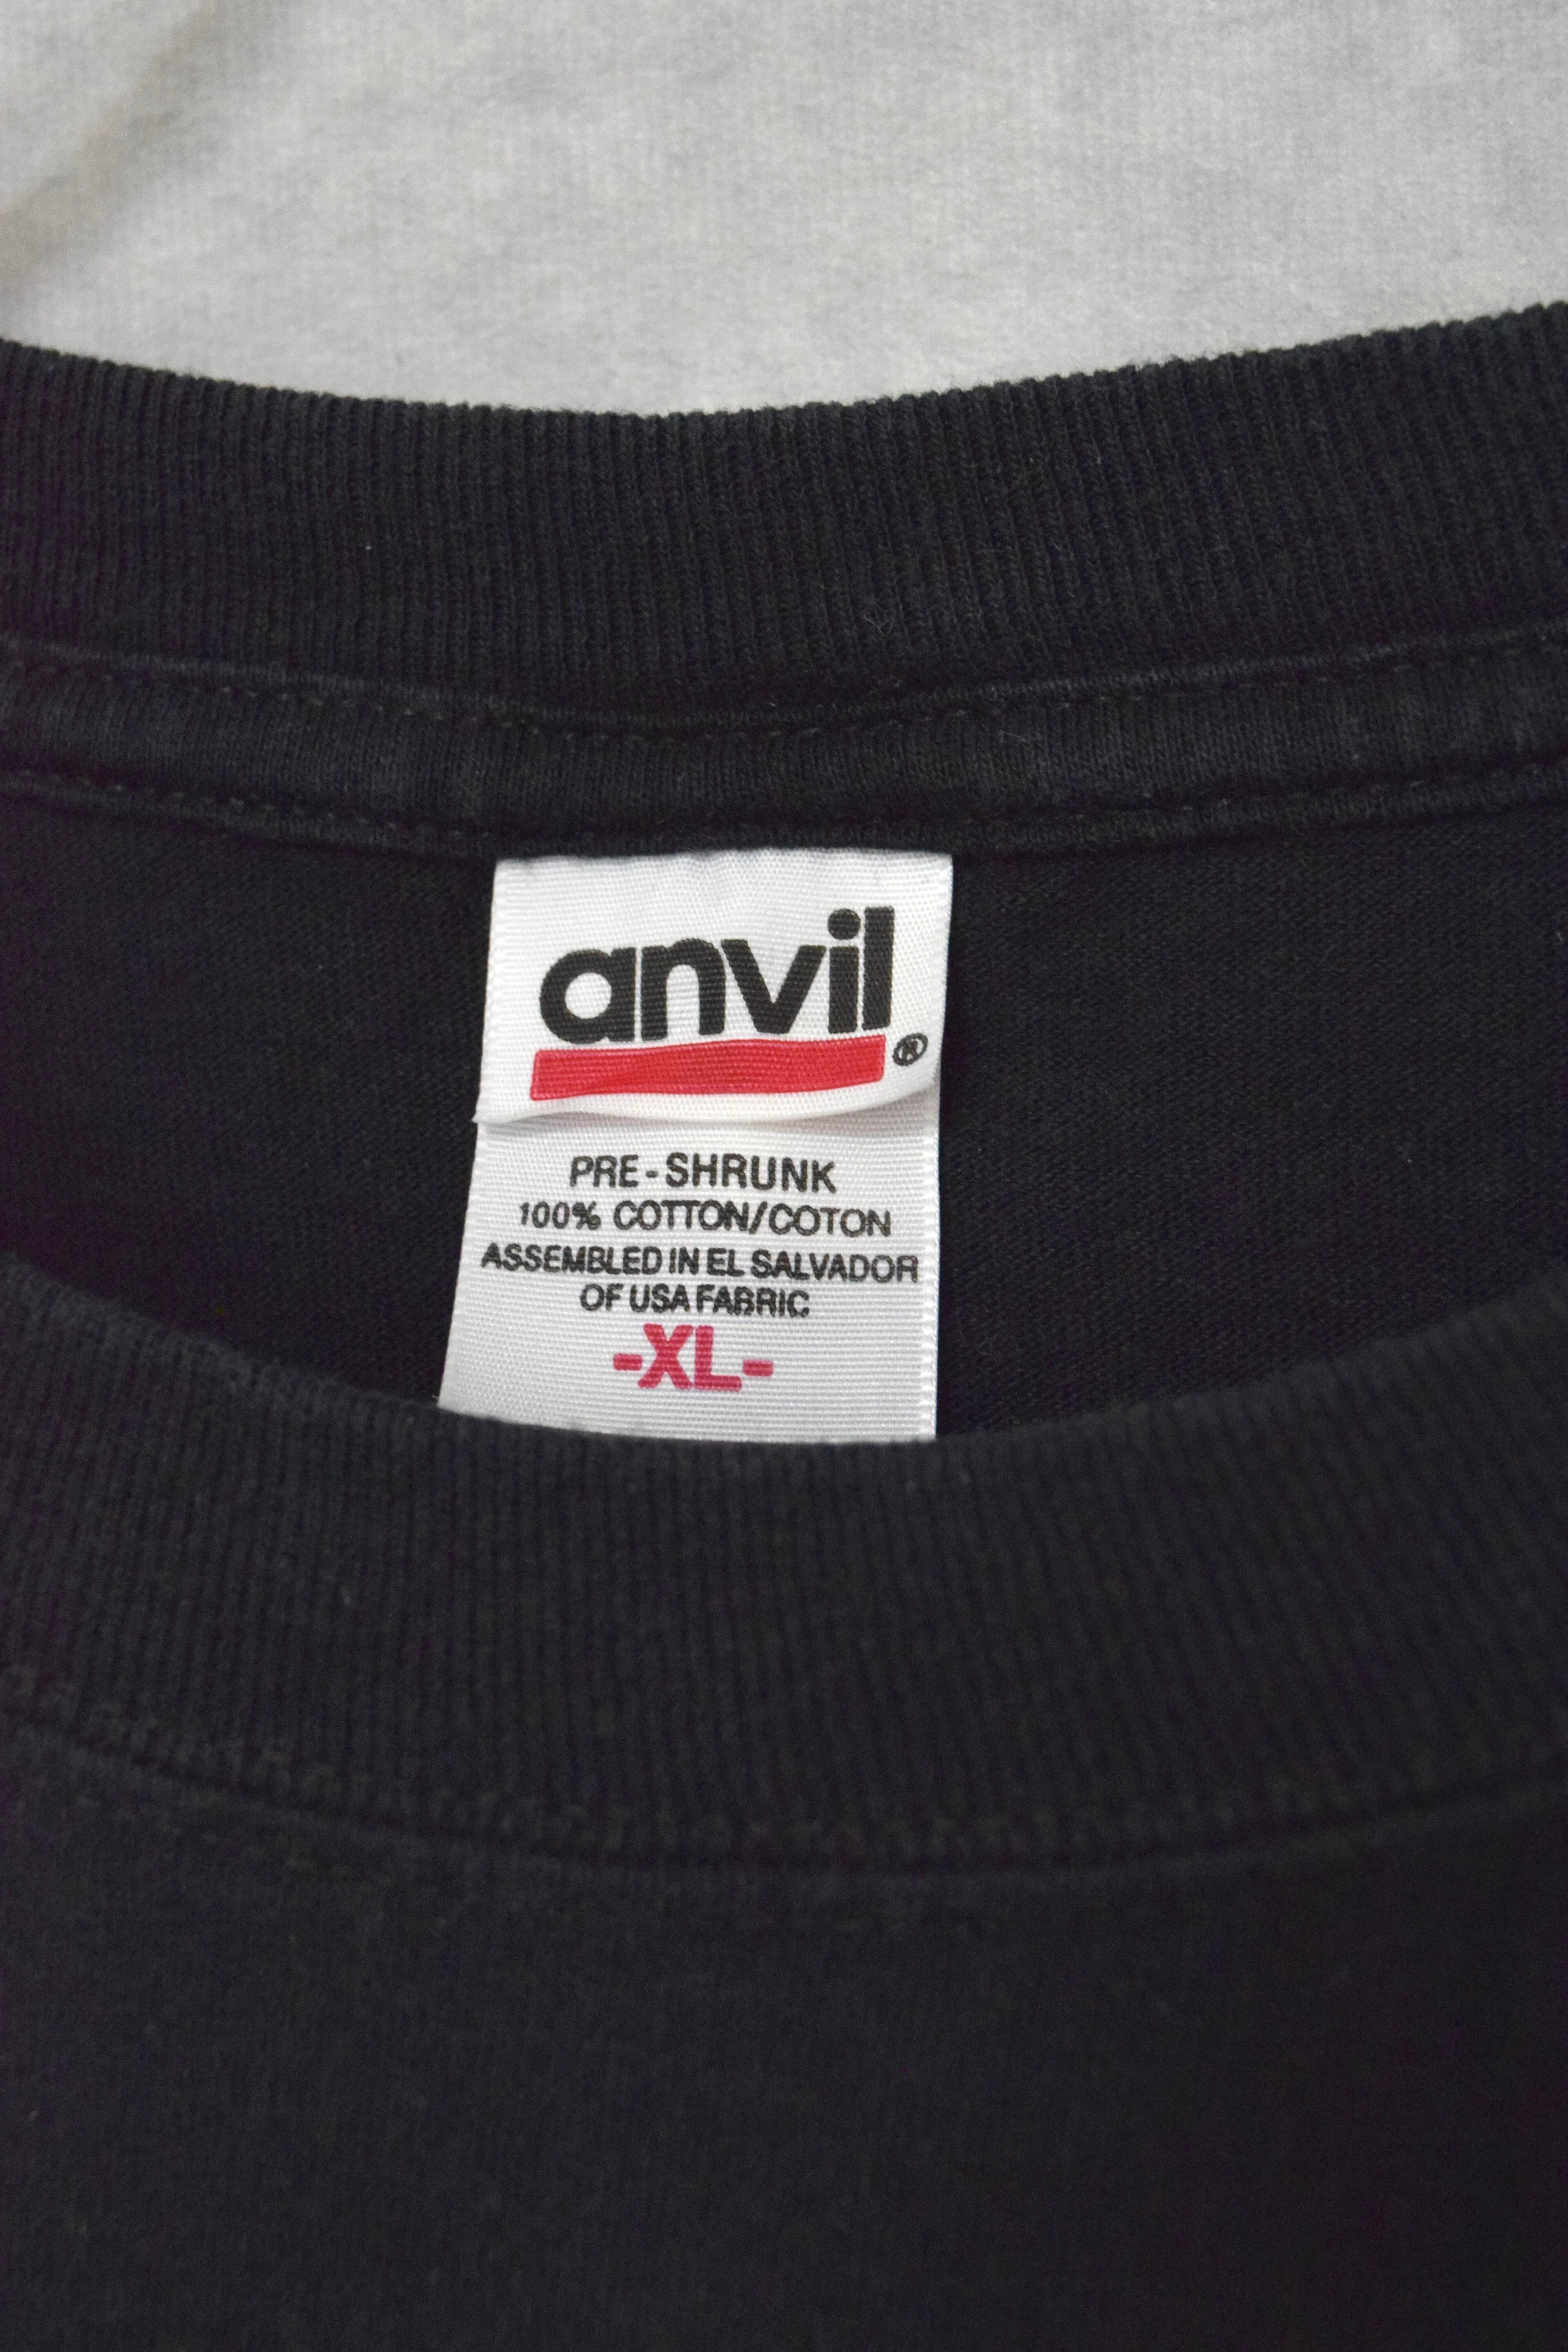 anvil®
PRE-SHRUNK
100% COTTON/COTON
ASSEMBLED IN EL SALVADOR
OF USA FABRIC
-XL-